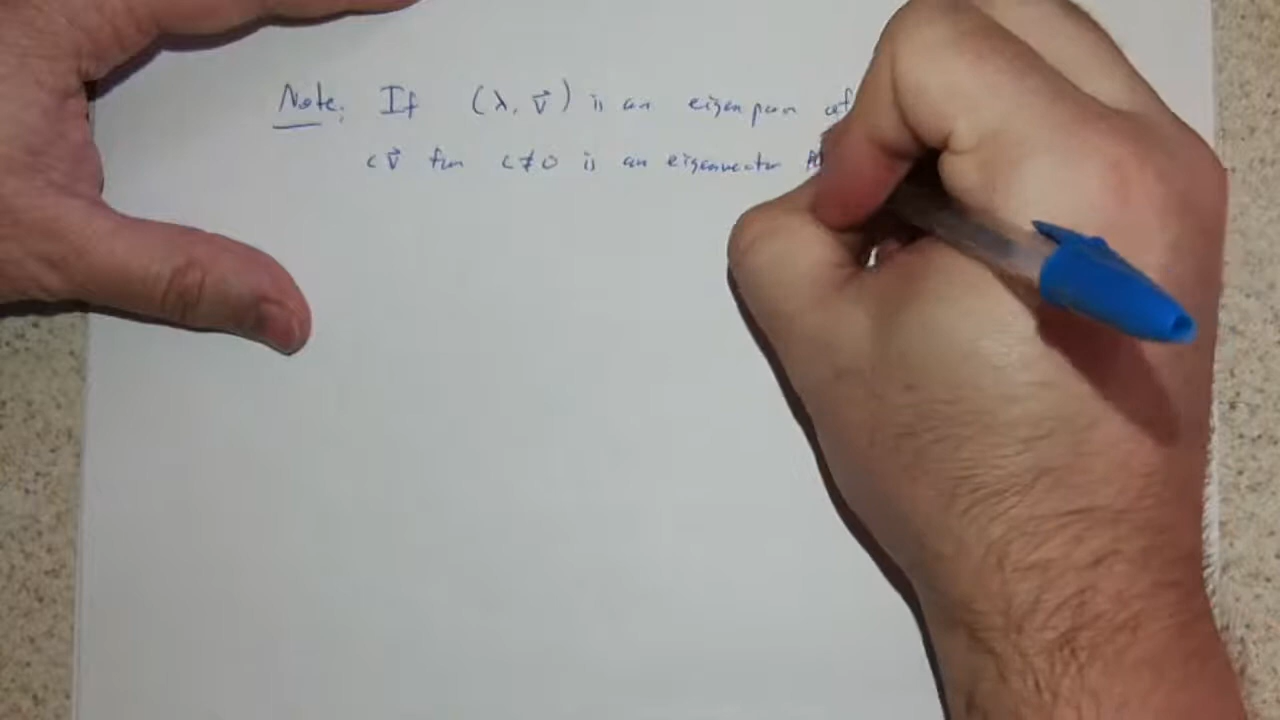 Note: If (λ, v⃗) is an eigenpair of
cv⃗ for c≠0 is an eigenvector